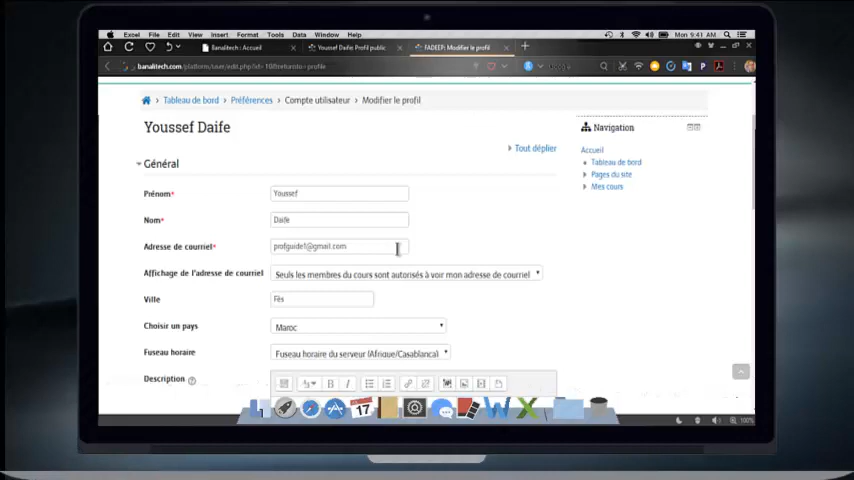 Excel File Edit View Insert Format Tools Data Window Help Mon 9:41 AM
Banalitech : Accueil Youssef Daife: Profil public FADEEP: Modifier le profil
Tableau de bord Préférences Compte utilisateur Modifier le profil
Youssef Daife
Tout déplier
Général
Prénom* Youssef
Nom* Daife
Adresse de courriel* profguide1@gmail.com
Affichage de l'adresse de courriel Seuls les membres du cours sont autorisés à voir mon adresse de courriel
Ville Fès
Choisir un pays Maroc
Fuseau horaire Fuseau horaire du serveur (Afrique/Casablanca)
Description
Navigation
Accueil
Tableau de bord
Pages du site
Mes cours
17
100%